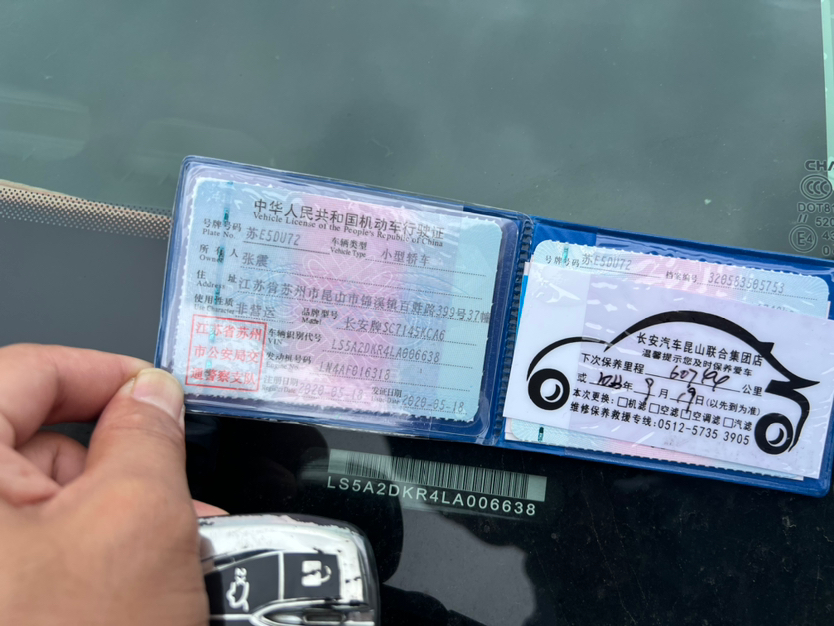 中华人民共和国机动车行驶证
Vehicle License of the People's Republic of China
号牌号码 苏E5DU72 车辆类型 小型轿车
Plate No. Vehicle Type
所有人 张震
Owner
住址 江苏省苏州市昆山市锦溪镇百胜路399号37幢
Address
使用性质 非营运 品牌型号 长安牌SC7145KCA6
Use Character Model
江苏省苏州
市公安局交
通警察支队
车辆识别代号 LS5A2DKR4LA006638
VIN
发动机号码 LN4AF016318
Engine No.
注册日期 2020-05-18 发证日期 2020-05-18
号牌号码 苏E5DU72 档案编号 320583505753
长安汽车昆山联合集团店
温馨提示您及时保养爱车
下次保养里程 公里
或 年 9 月 19 日(以先到为准)
本次更换:□机滤□空滤□空调滤□汽滤
维修保养救援专线:0512-5735 3905
LS5A2DKR4LA006638
CHA
CCC
DOT
E4